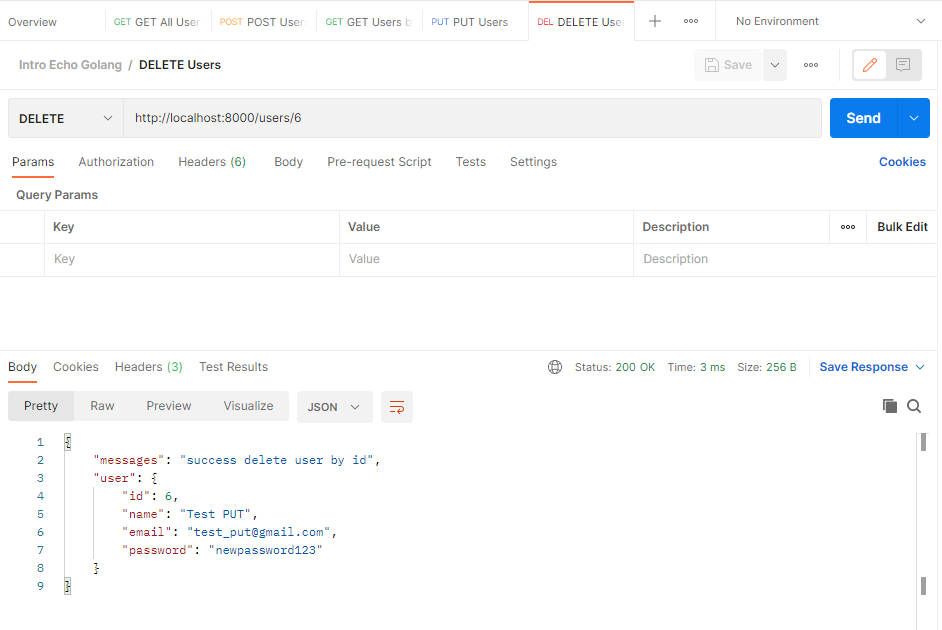 Overview GET GET All User POST POST User GET GET Users b PUT PUT Users DEL DELETE Use No Environment
Intro Echo Golang / DELETE Users Save
DELETE http://localhost:8000/users/6 Send
Params Authorization Headers (6) Body Pre-request Script Tests Settings Cookies
Query Params
Key Value Description Bulk Edit
Key Value Description
Body Cookies Headers (3) Test Results Status: 200 OK Time: 3 ms Size: 256 B Save Response
Pretty Raw Preview Visualize JSON
1 {
2 "messages": "success delete user by id",
3 "user": {
4 "id": 6,
5 "name": "Test PUT",
6 "email": "test_put@gmail.com",
7 "password": "newpassword123"
8 }
9 }